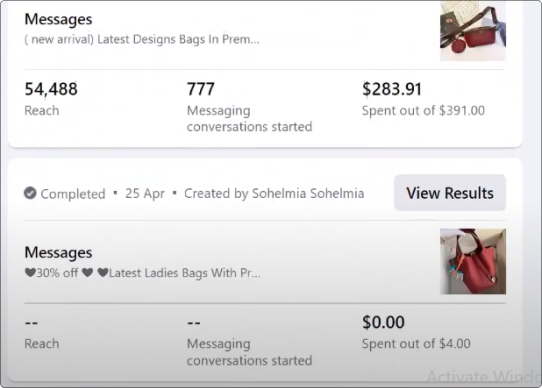 Messages
( new arrival) Latest Designs Bags In Prem...
54,488
777
$283.91
Reach
Messaging
conversations started
Spent out of $391.00
Completed • 25 Apr • Created by Sohelmia Sohelmia
View Results
Messages
🖤30% off 🖤 🖤Latest Ladies Bags With Pr...
--
--
$0.00
Reach
Messaging
conversations started
Spent out of $4.00
Activate Windo